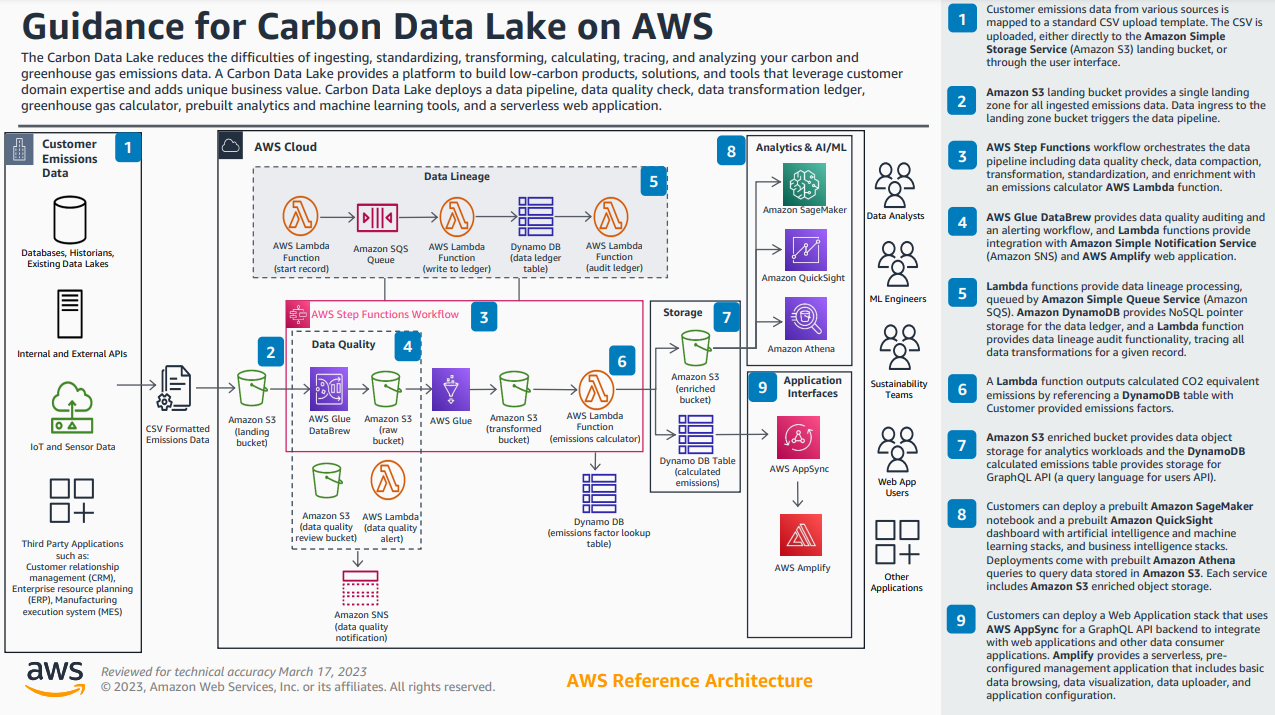 Guidance for Carbon Data Lake on AWS
The Carbon Data Lake reduces the difficulties of ingesting, standardizing, transforming, calculating, tracing, and analyzing your carbon and
greenhouse gas emissions data. A Carbon Data Lake provides a platform to build low-carbon products, solutions, and tools that leverage customer
domain expertise and adds unique business value. Carbon Data Lake deploys a data pipeline, data quality check, data transformation ledger,
greenhouse gas calculator, prebuilt analytics and machine learning tools, and a serverless web application.
Customer
Emissions
Data
1
Databases, Historians,
Existing Data Lakes
Internal and External APIs
IoT and Sensor Data
Third Party Applications
such as:
Customer relationship
management (CRM),
Enterprise resource planning
(ERP), Manufacturing
execution system (MES)
CSV Formatted
Emissions Data
AWS Cloud
Data Lineage
5
AWS Lambda
Function
(start record)
Amazon SQS
Queue
AWS Lambda
Function
(write to ledger)
Dynamo DB
(data ledger
table)
AWS Lambda
Function
(audit ledger)
AWS Step Functions Workflow
3
2
Amazon S3
(landing
bucket)
Data Quality
4
AWS Glue
DataBrew
Amazon S3
(raw
bucket)
AWS Glue
Amazon S3
(transformed
bucket)
6
AWS Lambda
Function
(emissions calculator)
Amazon S3
(data quality
review bucket)
AWS Lambda
(data quality
alert)
Amazon SNS
(data quality
notification)
Dynamo DB
(emissions factor lookup
table)
Storage
7
Amazon S3
(enriched
bucket)
Dynamo DB Table
(calculated
emissions)
8
Analytics & AI/ML
Amazon SageMaker
Amazon QuickSight
Amazon Athena
9
Application
Interfaces
AWS AppSync
AWS Amplify
Data Analysts
ML Engineers
Sustainability
Teams
Web App
Users
Other
Applications
aws
Reviewed for technical accuracy March 17, 2023
© 2023, Amazon Web Services, Inc. or its affiliates. All rights reserved.
AWS Reference Architecture
1
Customer emissions data from various sources is
mapped to a standard CSV upload template. The CSV is
uploaded, either directly to the Amazon Simple
Storage Service (Amazon S3) landing bucket, or
through the user interface.
2
Amazon S3 landing bucket provides a single landing
zone for all ingested emissions data. Data ingress to the
landing zone bucket triggers the data pipeline.
3
AWS Step Functions workflow orchestrates the data
pipeline including data quality check, data compaction,
transformation, standardization, and enrichment with
an emissions calculator AWS Lambda function.
4
AWS Glue DataBrew provides data quality auditing and
an alerting workflow, and Lambda functions provide
integration with Amazon Simple Notification Service
(Amazon SNS) and AWS Amplify web application.
5
Lambda functions provide data lineage processing,
queued by Amazon Simple Queue Service (Amazon
SQS). Amazon DynamoDB provides NoSQL pointer
storage for the data ledger, and a Lambda function
provides data lineage audit functionality, tracing all
data transformations for a given record.
6
A Lambda function outputs calculated CO2 equivalent
emissions by referencing a DynamoDB table with
Customer provided emissions factors.
7
Amazon S3 enriched bucket provides data object
storage for analytics workloads and the DynamoDB
calculated emissions table provides storage for
GraphQL API (a query language for users API).
8
Customers can deploy a prebuilt Amazon SageMaker
notebook and a prebuilt Amazon QuickSight
dashboard with artificial intelligence and machine
learning stacks, and business intelligence stacks.
Deployments come with prebuilt Amazon Athena
queries to query data stored in Amazon S3. Each service
includes Amazon S3 enriched object storage.
9
Customers can deploy a Web Application stack that uses
AWS AppSync for a GraphQL API backend to integrate
with web applications and other data consumer
applications. Amplify provides a serverless, pre-
configured management application that includes basic
data browsing, data visualization, data uploader, and
application configuration.